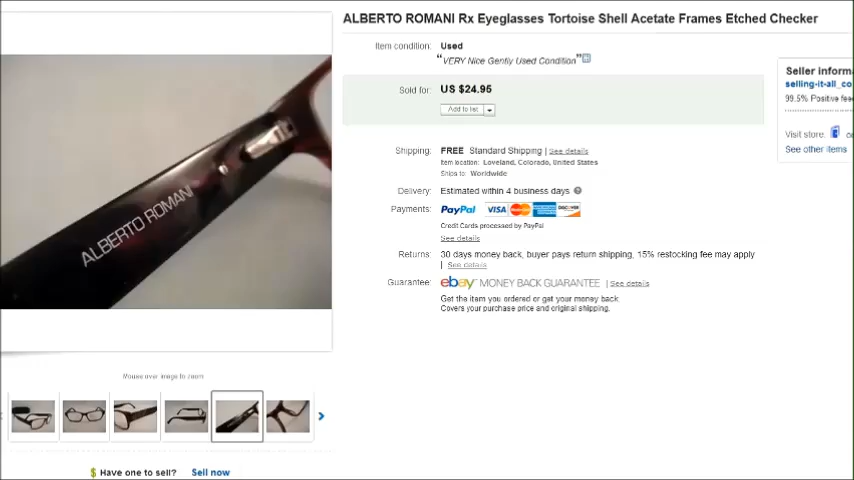 ALBERTO ROMANI Rx Eyeglasses Tortoise Shell Acetate Frames Etched Checker
Item condition: Used
"VERY Nice Gently Used Condition"
Sold for: US $24.95
Add to list
Shipping: FREE Standard Shipping | See details
Item location: Loveland, Colorado, United States
Ships to: Worldwide
Delivery: Estimated within 4 business days
Payments: PayPal VISA MasterCard DISCOVER
Credit Cards processed by PayPal
See details
Returns: 30 days money back, buyer pays return shipping, 15% restocking fee may apply
| See details
Guarantee: ebay MONEY BACK GUARANTEE | See details
Get the item you ordered or get your money back
Covers your purchase price and original shipping.
Seller inform
selling-it-all_co
99.5% Positive fee
Visit store:
See other items
ALBERTO ROMANI
Mouse over image to zoom
$ Have one to sell? Sell now